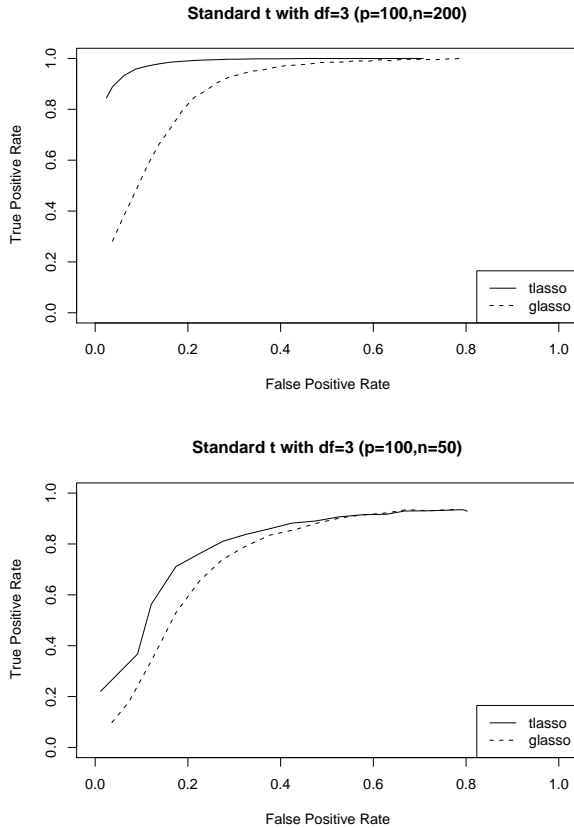 Standard t with df=3 (p=100,n=200)
True Positive Rate
1.0
0.8
0.6
0.4
0.2
0.0
0.0 0.2 0.4 0.6 0.8 1.0
False Positive Rate
tlasso
glasso
Standard t with df=3 (p=100,n=50)
True Positive Rate
1.0
0.8
0.6
0.4
0.2
0.0
0.0 0.2 0.4 0.6 0.8 1.0
False Positive Rate
tlasso
glasso